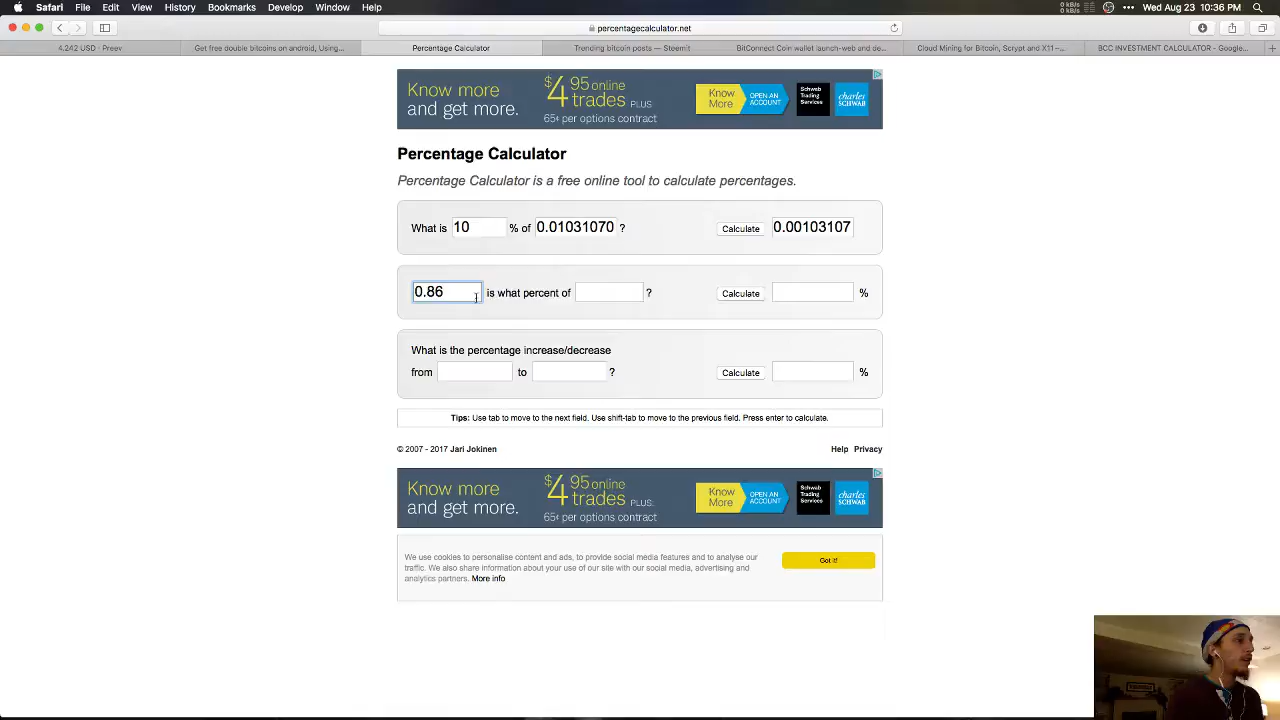 Safari File Edit View History Bookmarks Develop Window Help
0 kB/s
0 kB/s
Wed Aug 23 10:36 PM
percentagecalculator.net
4.242 USD - Preev
Get free double bitcoins on android, Using...
Percentage Calculator
Trending bitcoin posts — Steemit
BitConnect Coin wallet launch-web and de...
Cloud Mining for Bitcoin, Scrypt and X11 –...
BCC INVESTMENT CALCULATOR - Google...
Know more
and get more.
$4 95 online
trades PLUS
65¢ per options contract
Know
More
OPEN AN
ACCOUNT
Schwab
Trading
Services
charles
SCHWAB
Percentage Calculator
Percentage Calculator is a free online tool to calculate percentages.
What is 10 % of 0.01031070 ? Calculate 0.00103107
0.86 is what percent of ? Calculate %
What is the percentage increase/decrease
from to ? Calculate %
Tips: Use tab to move to the next field. Use shift-tab to move to the previous field. Press enter to calculate.
© 2007 - 2017 Jari Jokinen
Help Privacy
Know more
and get more.
$4 95 online
trades PLUS:
65¢ per options contract
Know
More
OPEN AN
ACCOUNT
Schwab
Trading
Services
charles
SCHWAB
We use cookies to personalise content and ads, to provide social media features and to analyse our
traffic. We also share information about your use of our site with our social media, advertising and
analytics partners. More info
Got it!